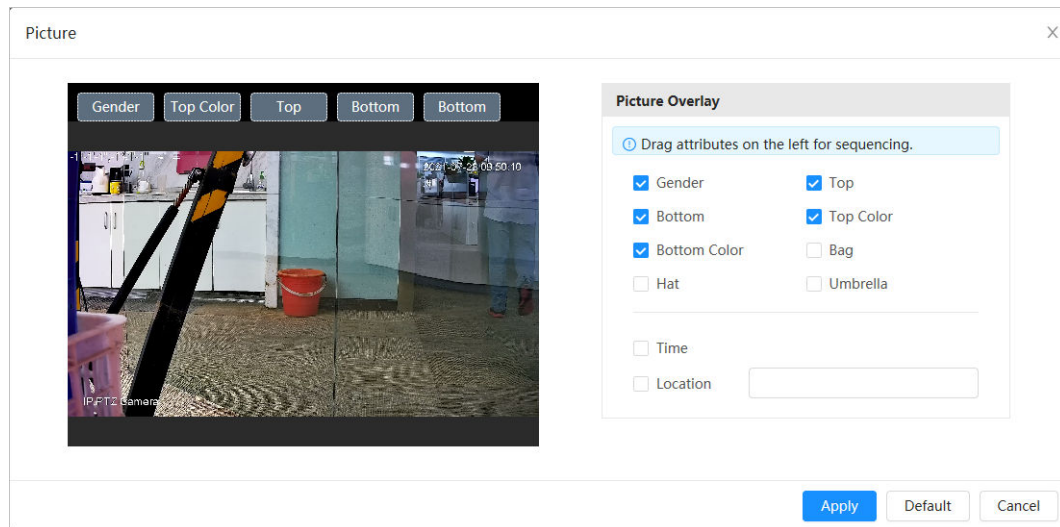 Picture
Gender Top Color Top Bottom Bottom
Picture Overlay
Drag attributes on the left for sequencing.
Gender Top
Bottom Top Color
Bottom Color Bag
Hat Umbrella
Time
Location
IP PTZ Camera
Apply Default Cancel